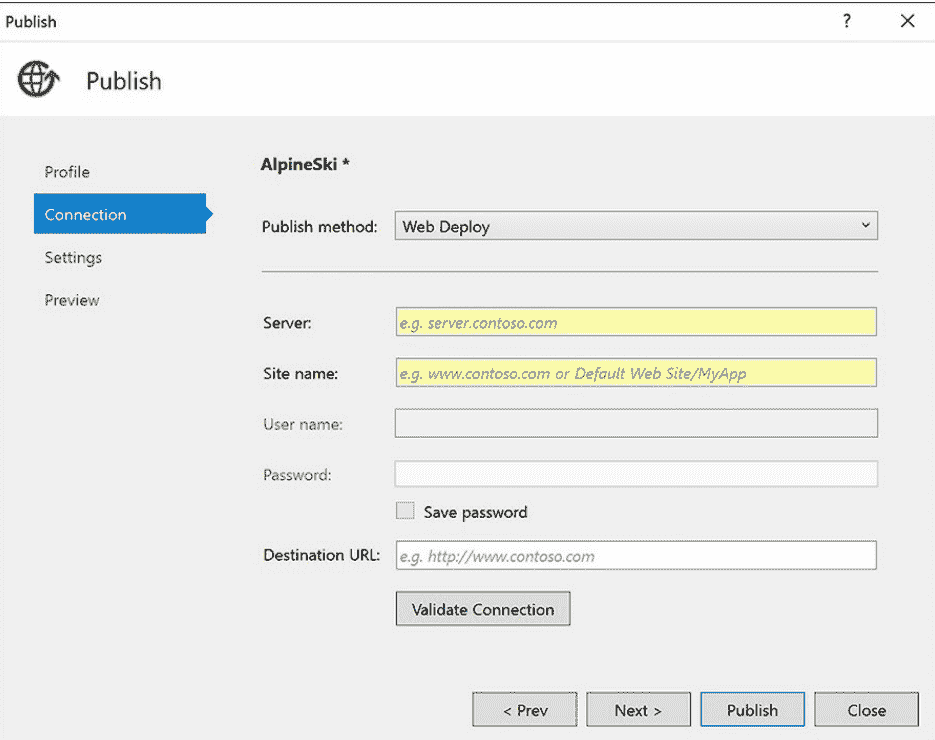 Publish ?
Publish
Profile
Connection
Settings
Preview
AlpineSki *
Publish method: Web Deploy
Server: e.g. server.contoso.com
Site name: e.g. www.contoso.com or Default Web Site/MyApp
User name:
Password:
Save password
Destination URL: e.g. http://www.contoso.com
Validate Connection
< Prev Next > Publish Close